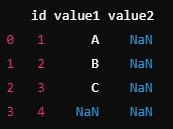 id value1 value2
0 1 A NaN
1 2 B NaN
2 3 C NaN
3 4 NaN NaN